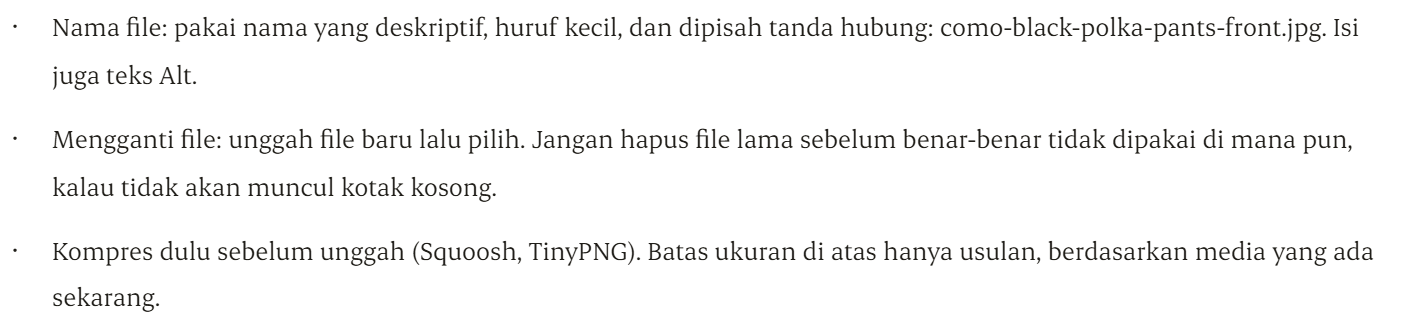 · Nama file: pakai nama yang deskriptif, huruf kecil, dan dipisah tanda hubung: como-black-polka-pants-front.jpg. Isi
juga teks Alt.
· Mengganti file: unggah file baru lalu pilih. Jangan hapus file lama sebelum benar-benar tidak dipakai di mana pun,
kalau tidak akan muncul kotak kosong.
· Kompres dulu sebelum unggah (Squoosh, TinyPNG). Batas ukuran di atas hanya usulan, berdasarkan media yang ada
sekarang.